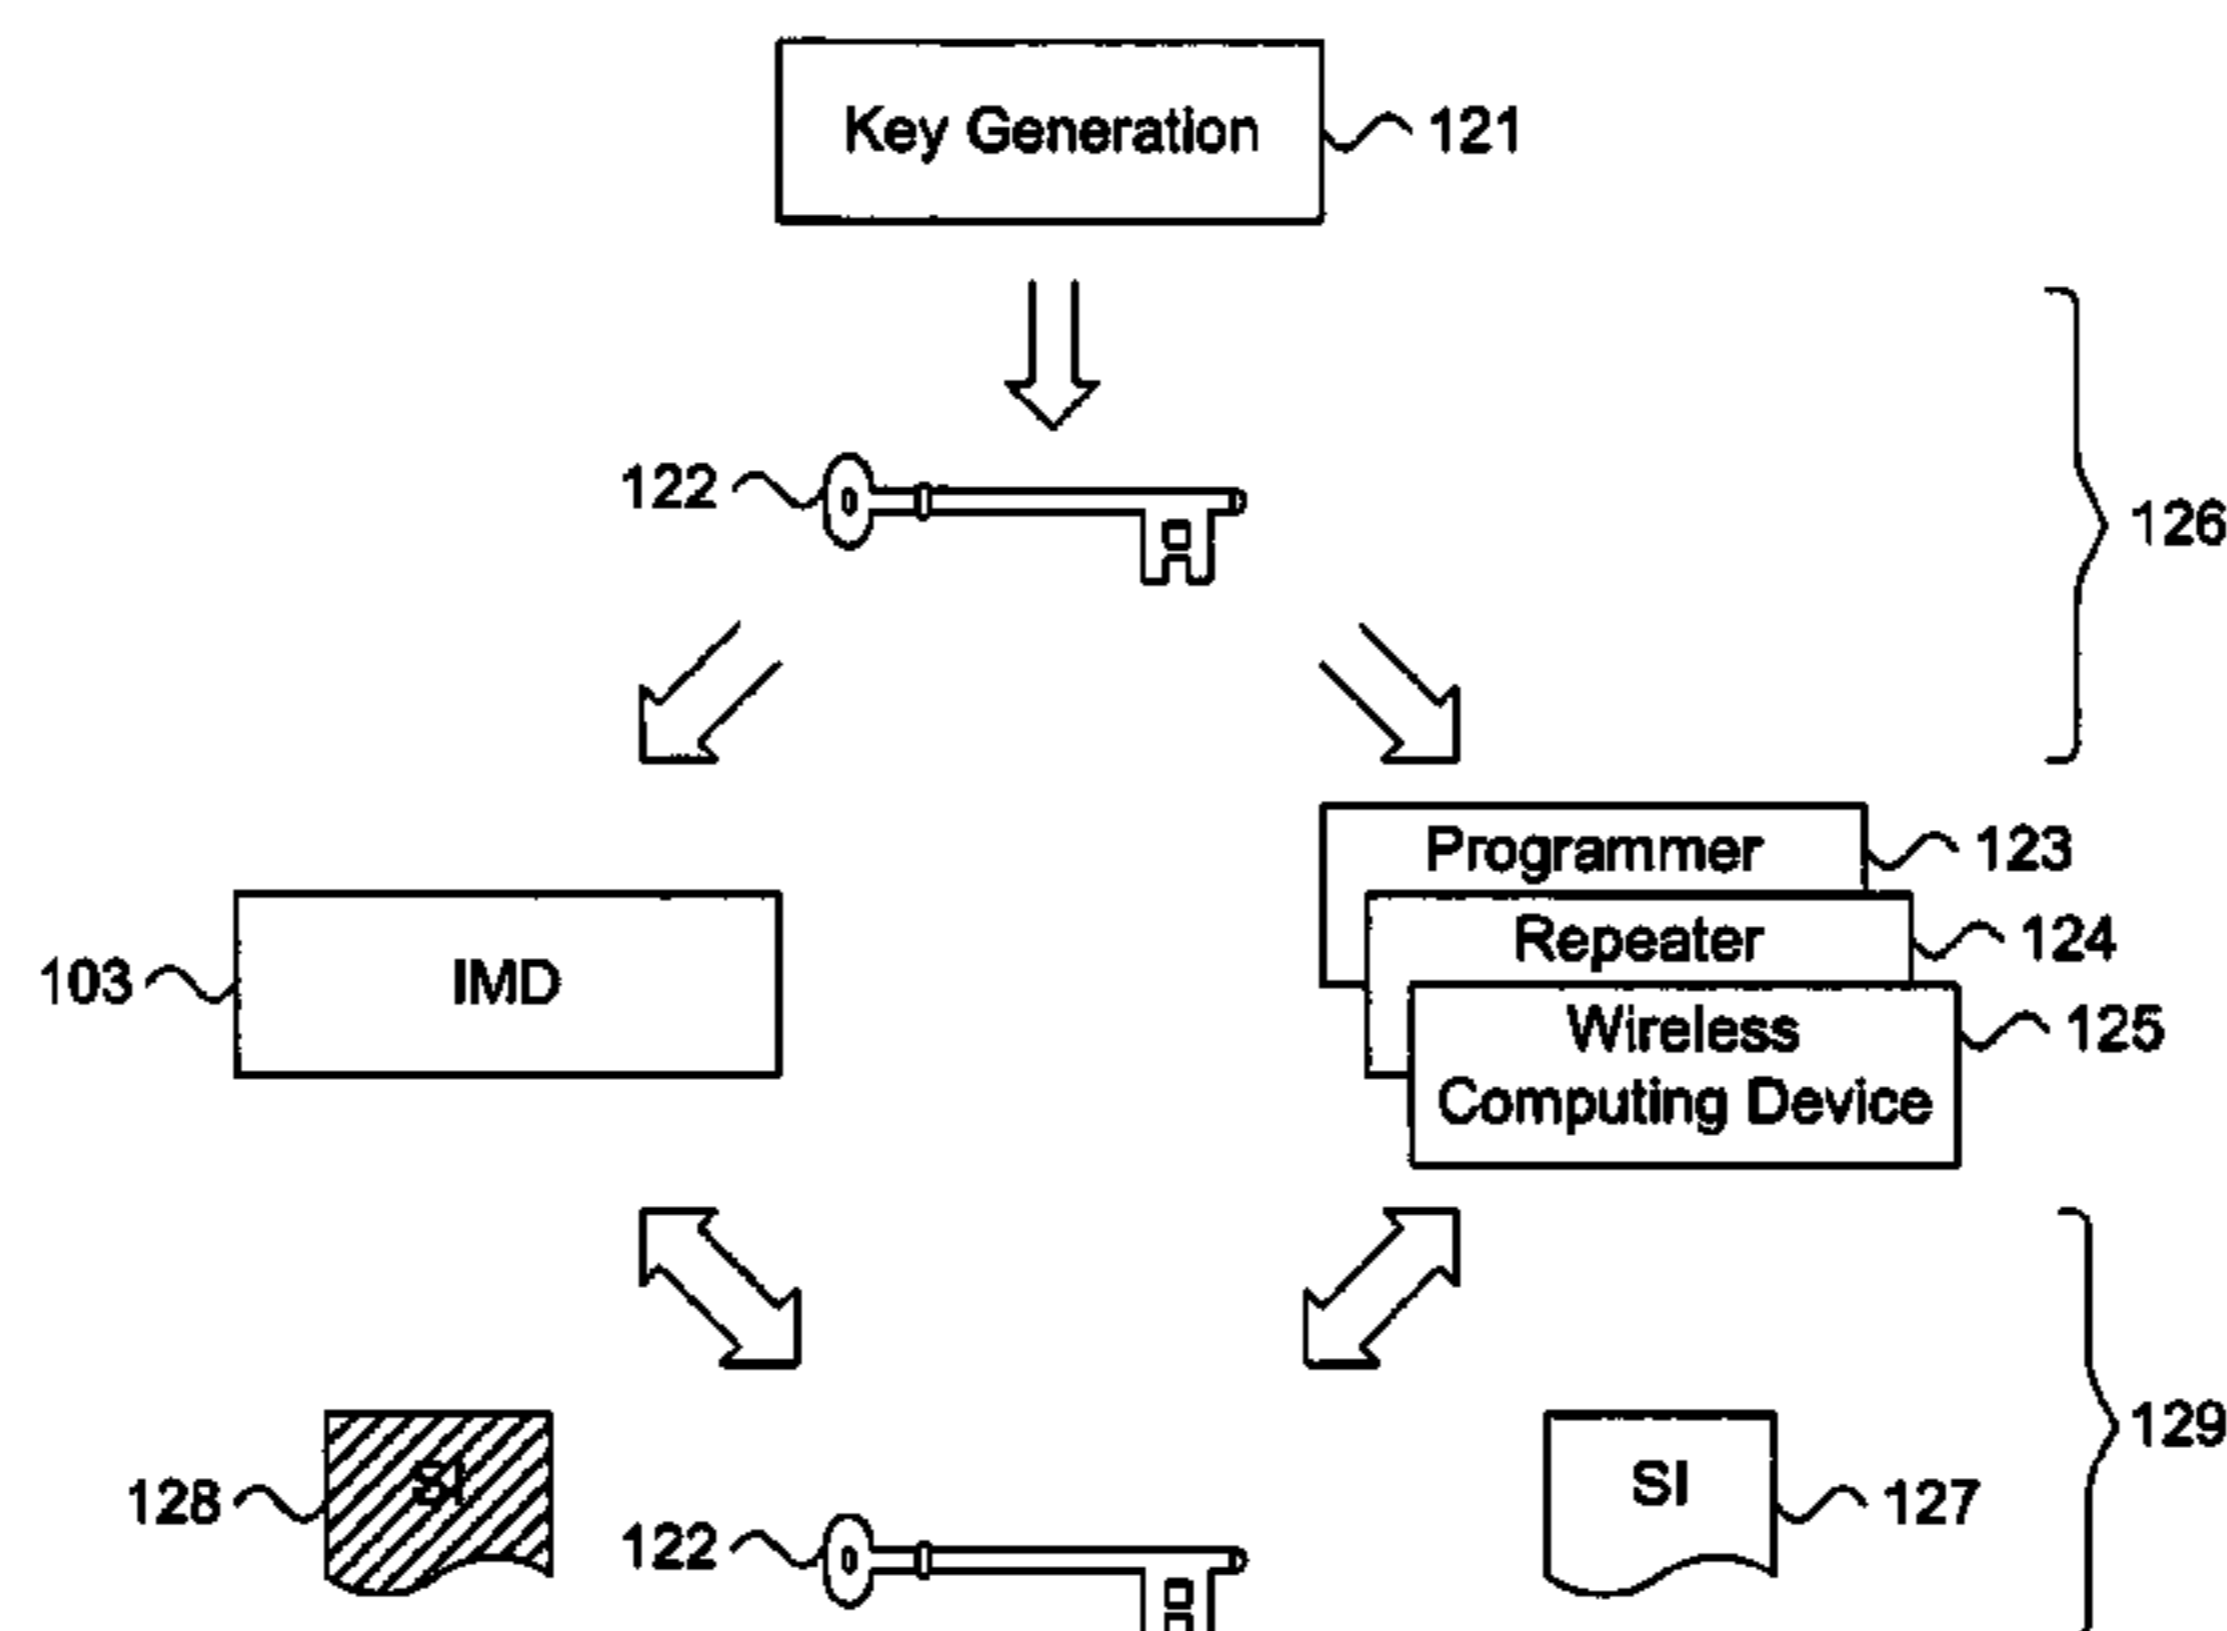 Key Generation 121
122
126
Programmer 123
Repeater 124
103 IMD
Wireless 125
Computing Device
128 SI
SI 127
129
122